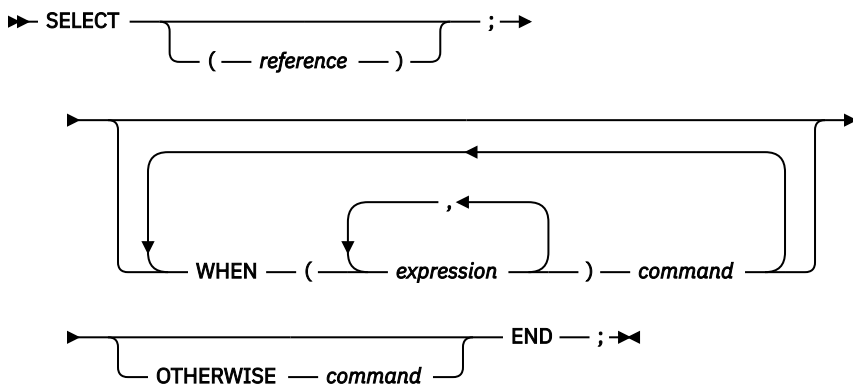 SELECT ;
( reference )
,
WHEN ( expression ) command
END ;
OTHERWISE command